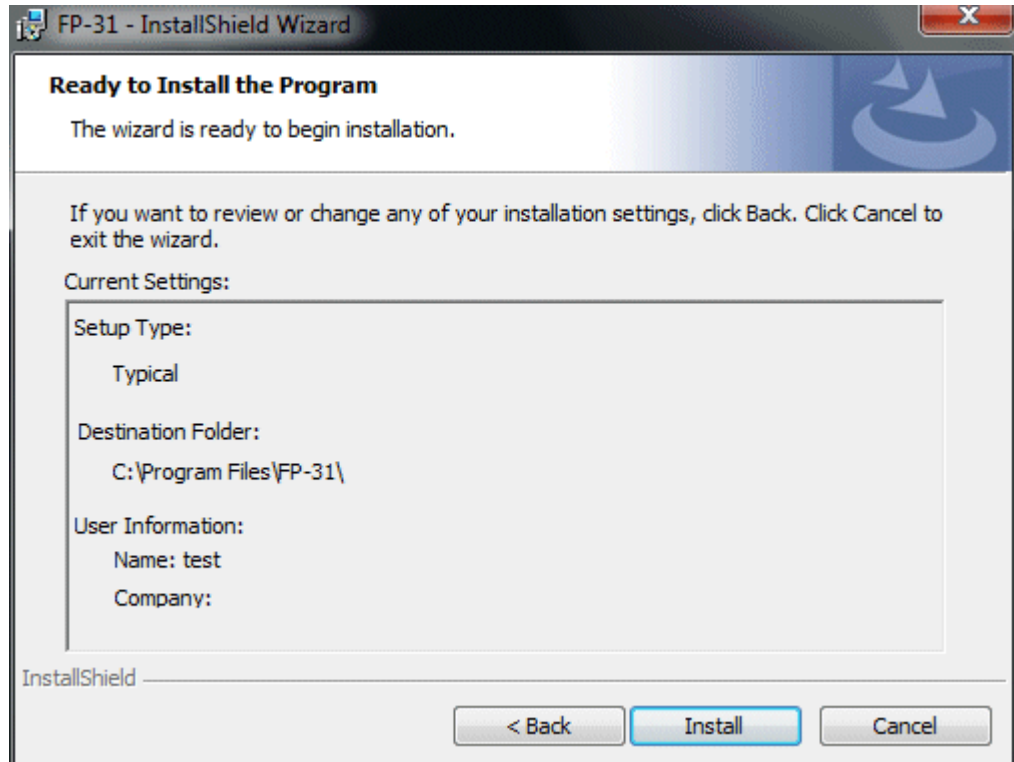 FP-31 - InstallShield Wizard
X
Ready to Install the Program
The wizard is ready to begin installation.
If you want to review or change any of your installation settings, click Back. Click Cancel to
exit the wizard.
Current Settings:
Setup Type:
Typical
Destination Folder:
C:\Program Files\FP-31\
User Information:
Name: test
Company:
InstallShield
< Back
Install
Cancel